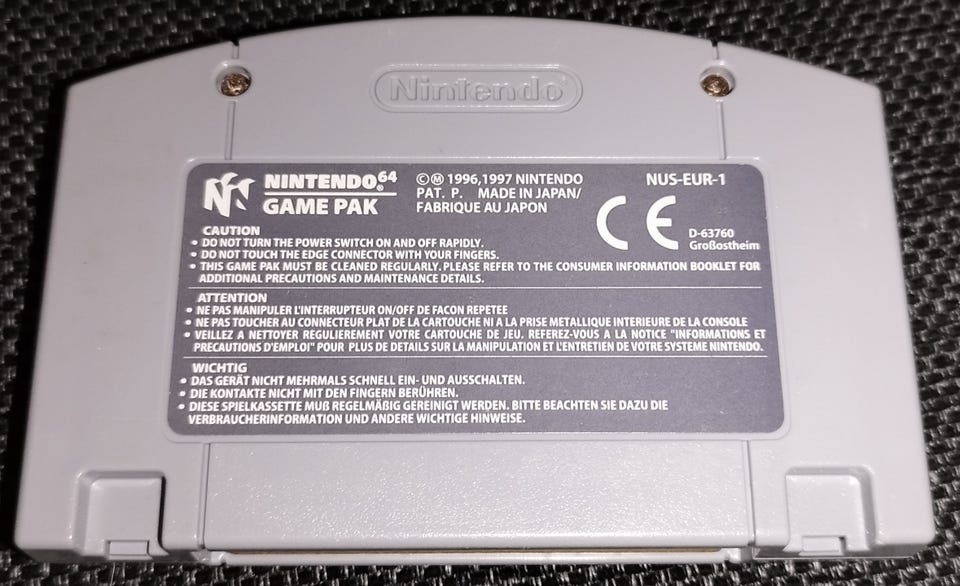 Nintendo®
NINTENDO64®
GAME PAK
©Ⓜ 1996,1997 NINTENDO
PAT. P. MADE IN JAPAN/
FABRIQUE AU JAPON
NUS-EUR-1
CE
D-63760
Großostheim
CAUTION
• DO NOT TURN THE POWER SWITCH ON AND OFF RAPIDLY.
• DO NOT TOUCH THE EDGE CONNECTOR WITH YOUR FINGERS.
• THIS GAME PAK MUST BE CLEANED REGULARLY. PLEASE REFER TO THE CONSUMER INFORMATION BOOKLET FOR
ADDITIONAL PRECAUTIONS AND MAINTENANCE DETAILS.
ATTENTION
• NE PAS MANIPULER L'INTERRUPTEUR ON/OFF DE FACON REPETEE
• NE PAS TOUCHER AU CONNECTEUR PLAT DE LA CARTOUCHE NI A LA PRISE METALLIQUE INTERIEURE DE LA CONSOLE
• VEILLEZ A NETTOYER REGULIEREMENT VOTRE CARTOUCHE DE JEU. REFEREZ-VOUS A LA NOTICE "INFORMATIONS ET
PRECAUTIONS D'EMPLOI" POUR PLUS DE DETAILS SUR LA MANIPULATION ET L'ENTRETIEN DE VOTRE SYSTEME NINTENDO.
WICHTIG
• DAS GERÄT NICHT MEHRMALS SCHNELL EIN- UND AUSSCHALTEN.
• DIE KONTAKTE NICHT MIT DEN FINGERN BERÜHREN.
• DIESE SPIELKASSETTE MUß REGELMÄßIG GEREINIGT WERDEN. BITTE BEACHTEN SIE DAZU DIE
VERBRAUCHERINFORMATION UND ANDERE WICHTIGE HINWEISE.